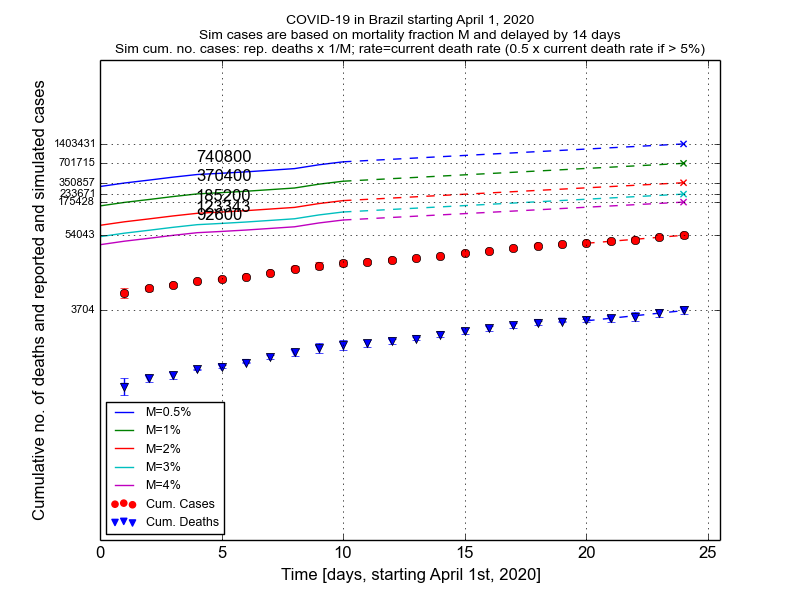 COVID-19 in Brazil starting April 1, 2020
Sim cases are based on mortality fraction M and delayed by 14 days
Sim cum. no. cases: rep. deaths x 1/M; rate=current death rate (0.5 x current death rate if > 5%)
Cumulative no. of deaths and reported and simulated cases
1403431
701715
350857
233671
175428
54043
3704
740800
370400
185200
123343
92600
M=0.5%
M=1%
M=2%
M=3%
M=4%
Cum. Cases
Cum. Deaths
0 5 10 15 20 25
Time [days, starting April 1st, 2020]